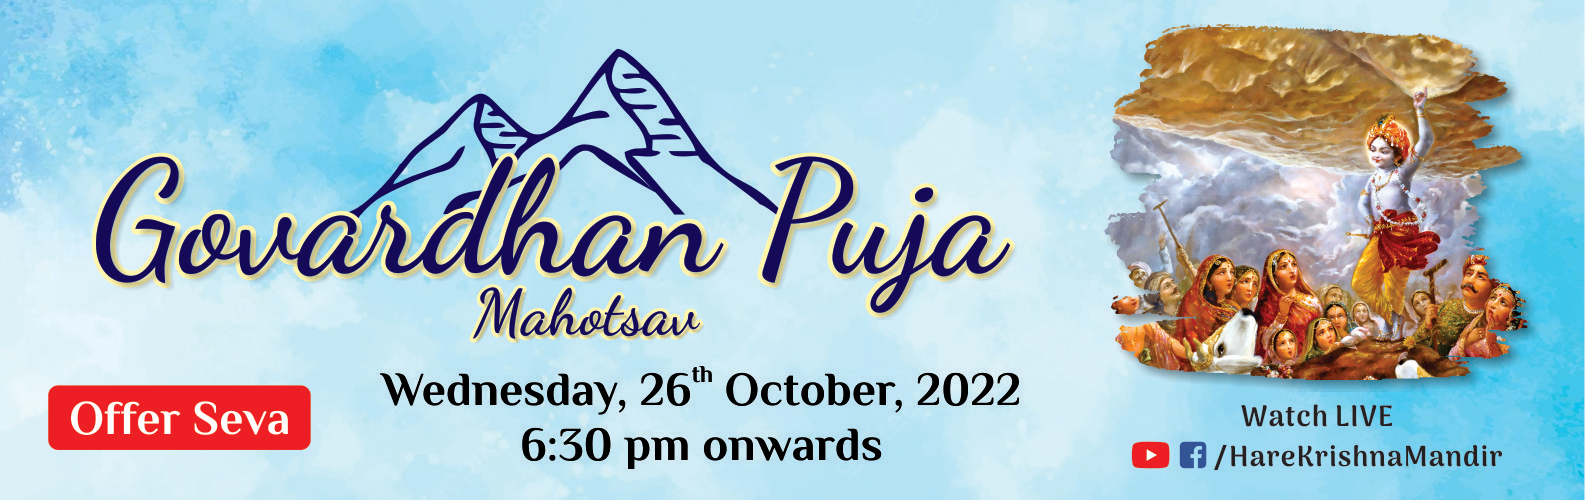 Govardhan Puja
Mahotsav
Wednesday, 26th October, 2022
6:30 pm onwards
Offer Seva
Watch LIVE
/HareKrishnaMandir